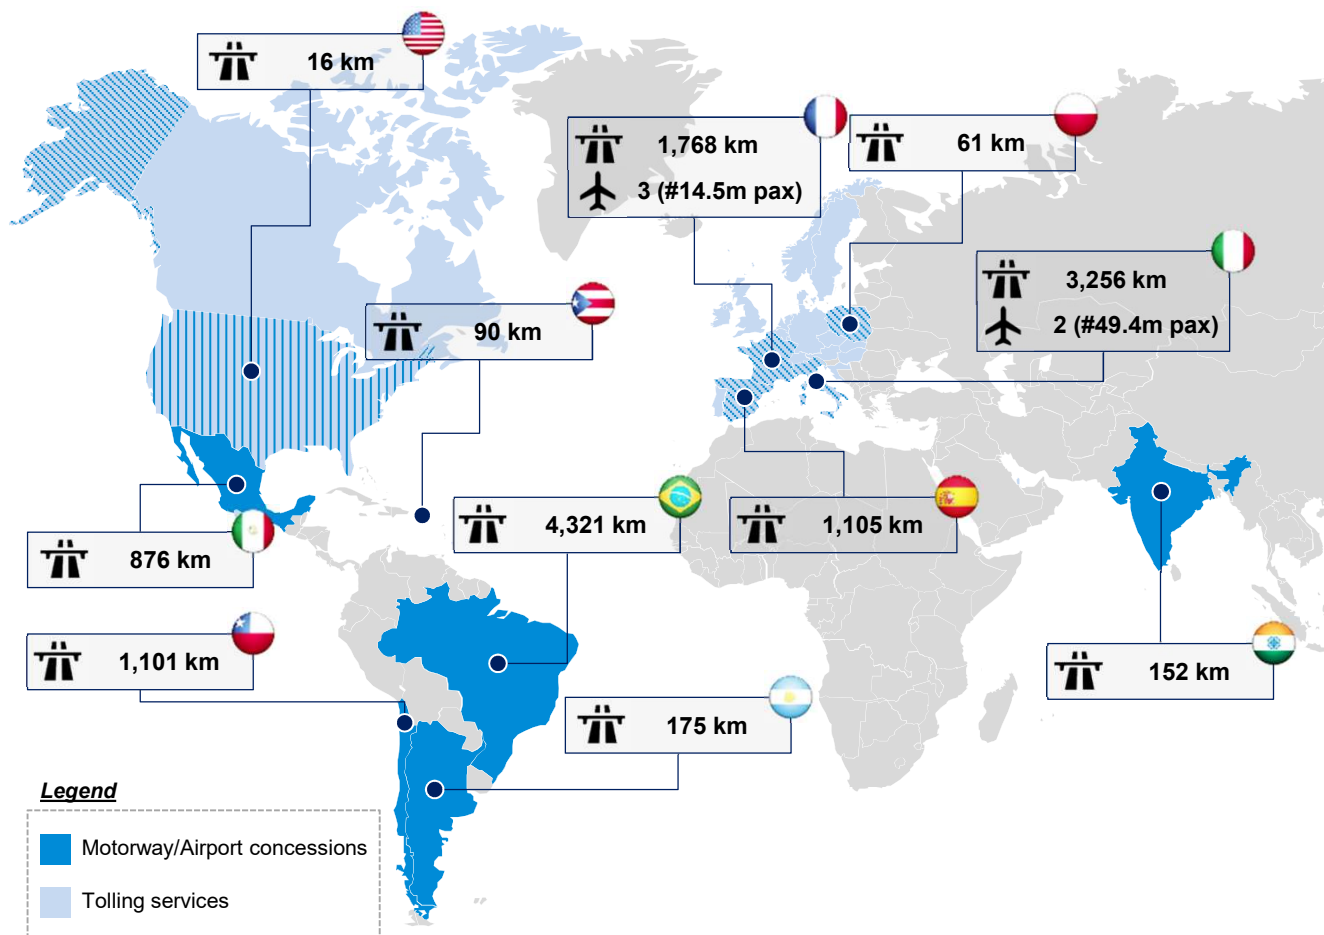 16 km
1,768 km
3 (#14.5m pax)
61 km
3,256 km
2 (#49.4m pax)
90 km
4,321 km
1,105 km
876 km
1,101 km
152 km
175 km
Legend
Motorway/Airport concessions
Tolling services